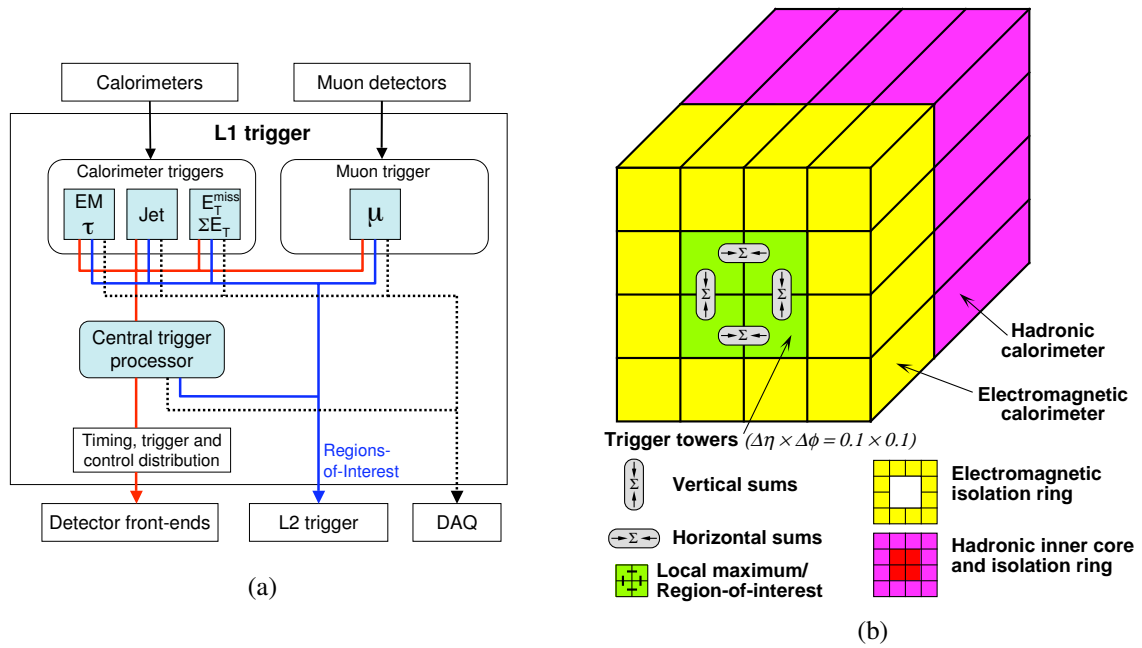 Calorimeters
Muon detectors
L1 trigger
Calorimeter triggers
Muon trigger
EM
τ
Jet
E_T^miss
ΣE_T
μ
Central trigger
processor
Timing, trigger and
control distribution
Regions-
of-Interest
Detector front-ends
L2 trigger
DAQ
(a)
Σ
Σ
Σ
Σ
Hadronic
calorimeter
Electromagnetic
calorimeter
Trigger towers (Δη × Δφ = 0.1 × 0.1)
Σ
Vertical sums
Σ
Horizontal sums
Local maximum/
Region-of-interest
Electromagnetic
isolation ring
Hadronic inner core
and isolation ring
(b)